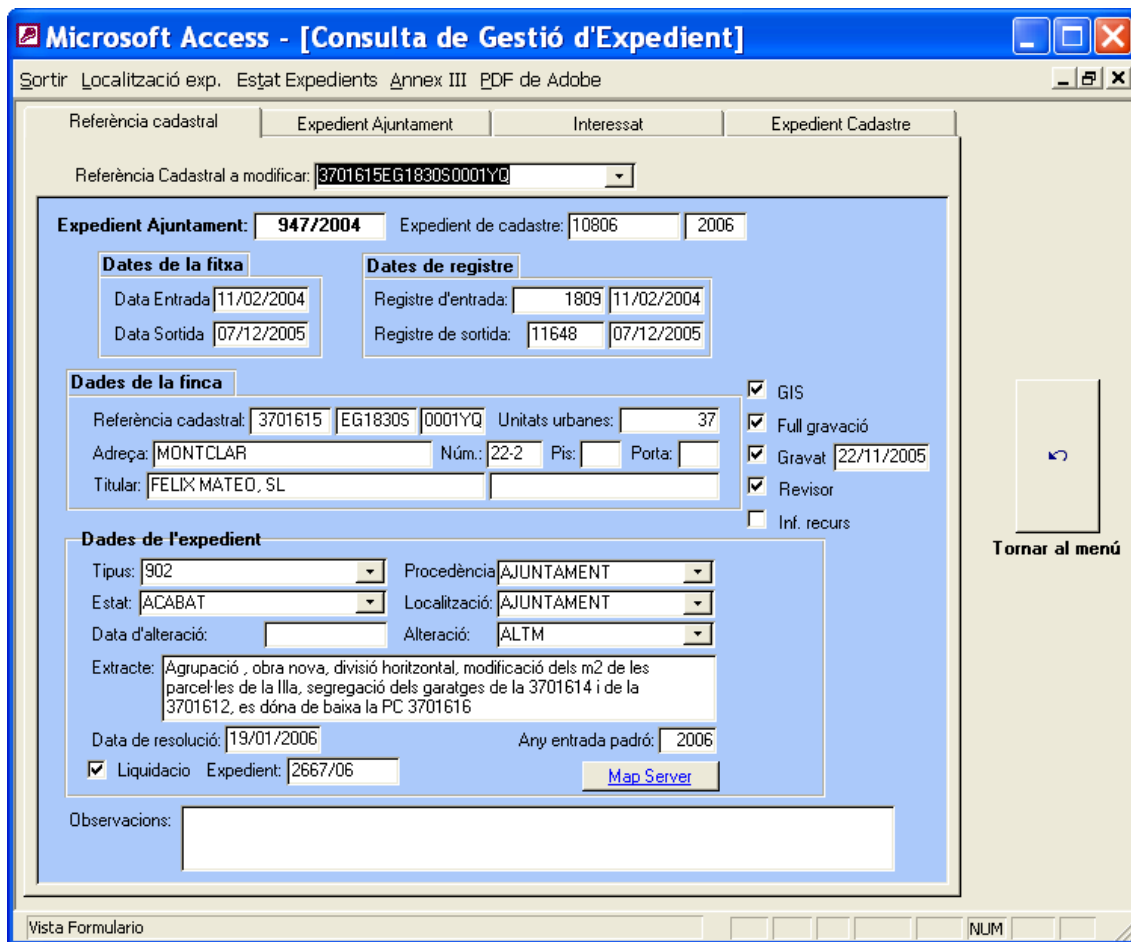 Microsoft Access - [Consulta de Gestió d'Expedient]
Sortir Localització exp. Estat Expedients Annex III PDF de Adobe
Referència cadastral Expedient Ajuntament Interessat Expedient Cadastre
Referència Cadastral a modificar: 3701615EG1830S0001YQ
Expedient Ajuntament: 947/2004 Expedient de cadastre: 10806 2006
Dates de la fitxa Dates de registre
Data Entrada 11/02/2004 Registre d'entrada: 1809 11/02/2004
Data Sortida 07/12/2005 Registre de sortida: 11648 07/12/2005
Dades de la finca
GIS
Referència cadastral: 3701615 EG1830S 0001YQ Unitats urbanes: 37
Full gravació
Adreça: MONTCLAR Núm.: 22-2 Pis: Porta:
Gravat 22/11/2005
Titular: FELIX MATEO, SL
Revisor
Inf. recurs
Tornar al menú
Dades de l'expedient
Tipus: 902 Procedència AJUNTAMENT
Estat: ACABAT Localització: AJUNTAMENT
Data d'alteració: Alteració: ALTM
Extracte: Agrupació , obra nova, divisió horitzontal, modificació dels m2 de les
parcel·les de la Illa, segregació dels garatges de la 3701614 i de la
3701612, es dóna de baixa la PC 3701616
Data de resolució: 19/01/2006 Any entrada padró: 2006
Liquidacio Expedient: 2667/06 Map Server
Observacions:
Vista Formulario NUM